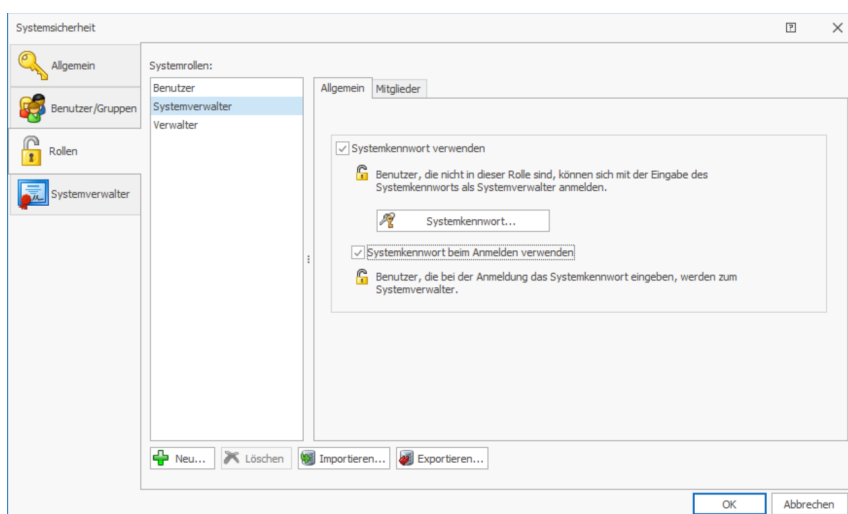 Systemsicherheit
Allgemein
Benutzer/Gruppen
Rollen
Systemverwalter
Systemrollen:
Benutzer
Systemverwalter
Verwalter
Allgemein
Mitglieder
Systemkennwort verwenden
Benutzer, die nicht in dieser Rolle sind, können sich mit der Eingabe des
Systemkennworts als Systemverwalter anmelden.
Systemkennwort...
Systemkennwort beim Anmelden verwenden
Benutzer, die bei der Anmeldung das Systemkennwort eingeben, werden zum
Systemverwalter.
Neu...
Löschen
Importieren...
Exportieren...
OK
Abbrechen